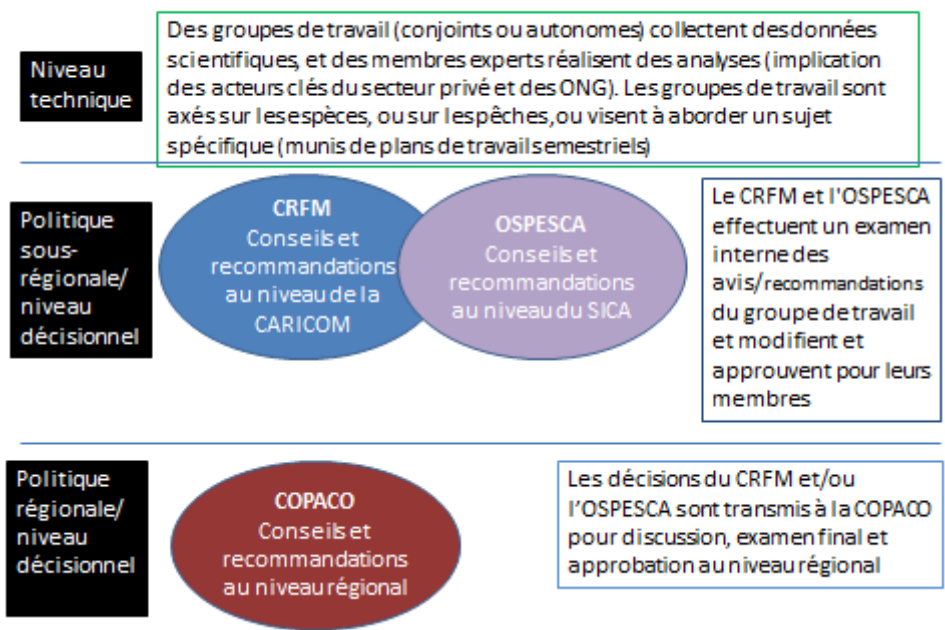 Niveau
technique
Des groupes de travail (conjoints ou autonomes) collectent des données
scientifiques, et des membres experts réalisent des analyses (implication
des acteurs clés du secteur privé et des ONG). Les groupes de travail sont
axés sur les espèces, ou sur les pêches, ou visent à aborder un sujet
spécifique (munis de plans de travail semestriels)
Politique
sous-
régionale/
niveau
décisionnel
CRFM
Conseils et
recommandations
au niveau de la
CARICOM
OSPESCA
Conseils et
recommandations
au niveau du SICA
Le CRFM et l'OSPESCA
effectuent un examen
interne des
avis/recommandations
du groupe de travail
et modifient et
approuvent pour leurs
membres
Politique
régionale/
niveau
décisionnel
COPACO
Conseils et
recommandations
au niveau régional
Les décisions du CRFM et/ou
l’OSPESCA sont transmis à la COPACO
pour discussion, examen final et
approbation au niveau régional